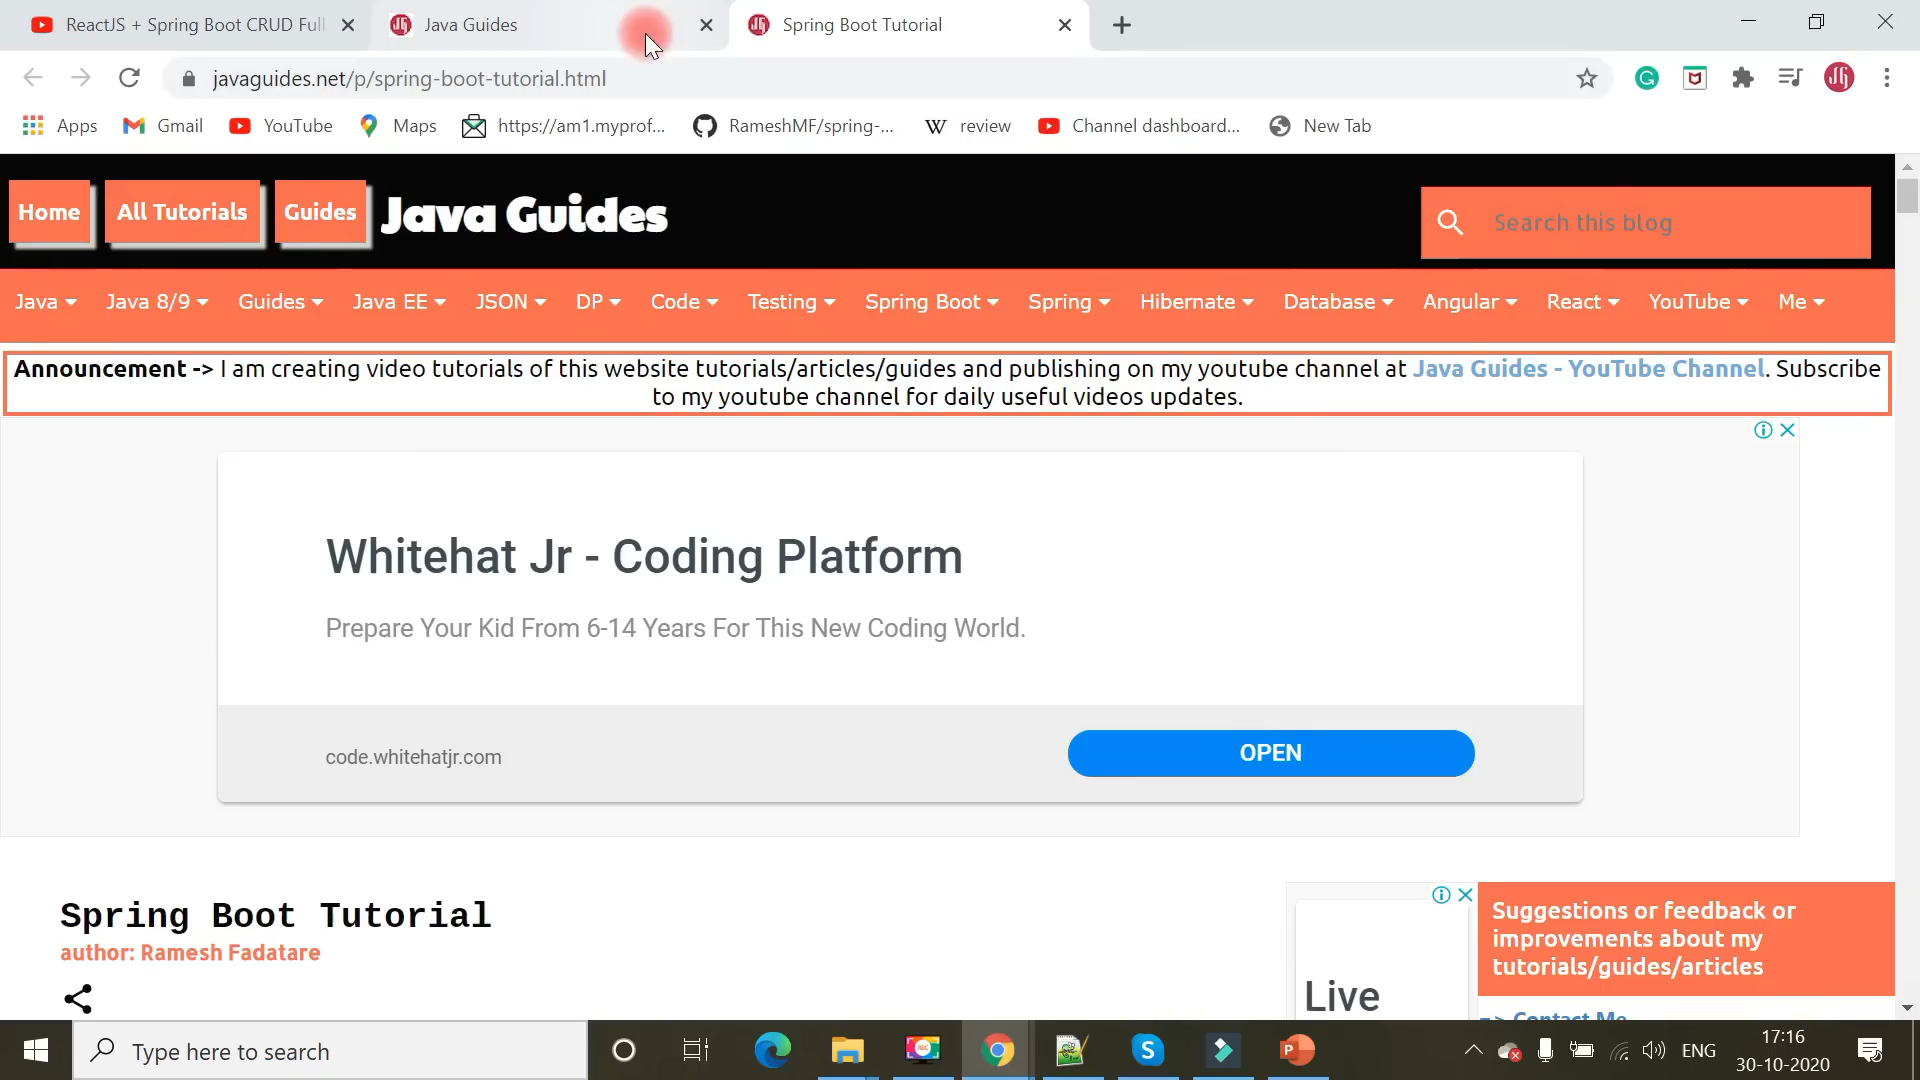 ReactJS + Spring Boot CRUD Full
Java Guides
Spring Boot Tutorial
javaguides.net/p/spring-boot-tutorial.html
Apps
Gmail
YouTube
Maps
https://am1.myprof...
RameshMF/spring-...
W review
Channel dashboard...
New Tab
Home
All Tutorials
Guides
Java Guides
Search this blog
Java
Java 8/9
Guides
Java EE
JSON
DP
Code
Testing
Spring Boot
Spring
Hibernate
Database
Angular
React
YouTube
Me
Announcement -> I am creating video tutorials of this website tutorials/articles/guides and publishing on my youtube channel at Java Guides - YouTube Channel. Subscribe
to my youtube channel for daily useful videos updates.
Whitehat Jr - Coding Platform
Prepare Your Kid From 6-14 Years For This New Coding World.
code.whitehatjr.com
OPEN
Spring Boot Tutorial
author: Ramesh Fadatare
Live
Suggestions or feedback or
improvements about my
tutorials/guides/articles
=> Contact Me
Type here to search
ENG
17:16
30-10-2020